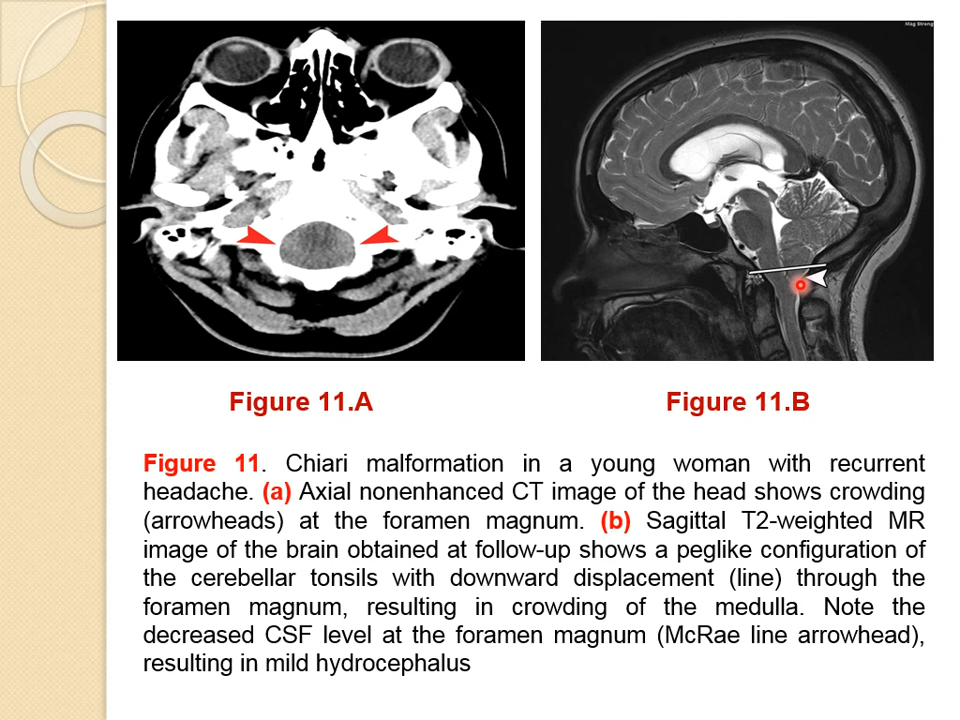 Mag Strong
Figure 11.A
Figure 11.B
Figure 11. Chiari malformation in a young woman with recurrent
headache. (a) Axial nonenhanced CT image of the head shows crowding
(arrowheads) at the foramen magnum. (b) Sagittal T2-weighted MR
image of the brain obtained at follow-up shows a peglike configuration of
the cerebellar tonsils with downward displacement (line) through the
foramen magnum, resulting in crowding of the medulla. Note the
decreased CSF level at the foramen magnum (McRae line arrowhead),
resulting in mild hydrocephalus